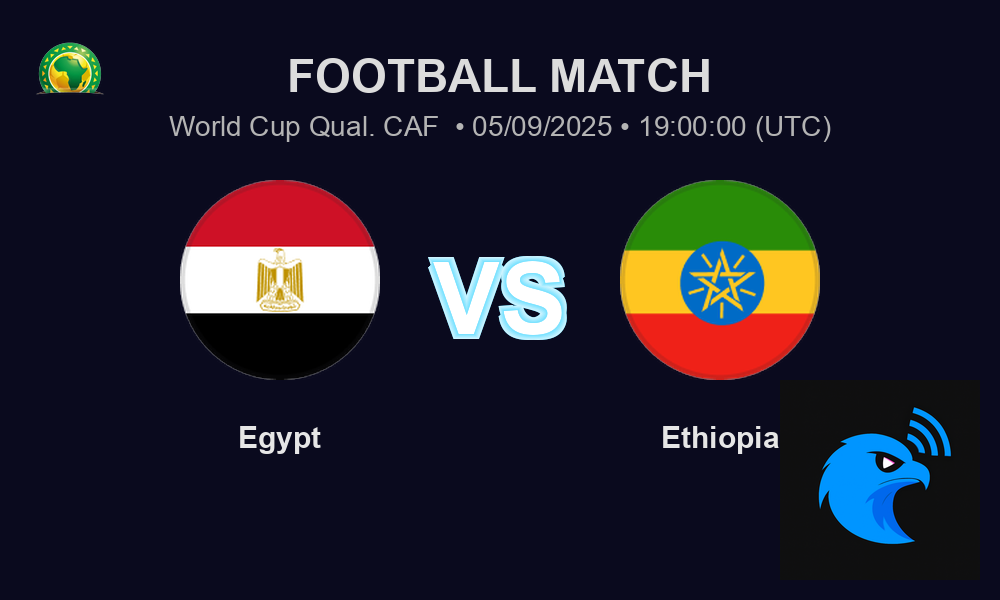 FOOTBALL MATCH
World Cup Qual. CAF • 05/09/2025 • 19:00:00 (UTC)
VS
Egypt
Ethiopia